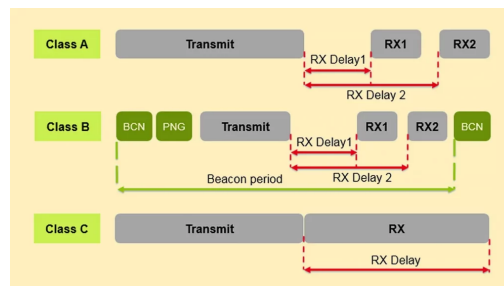 Class A Transmit RX1 RX2
RX Delay1
RX Delay 2
Class B BCN PNG Transmit RX1 RX2 BCN
RX Delay1
RX Delay 2
Beacon period
Class C Transmit RX
RX Delay